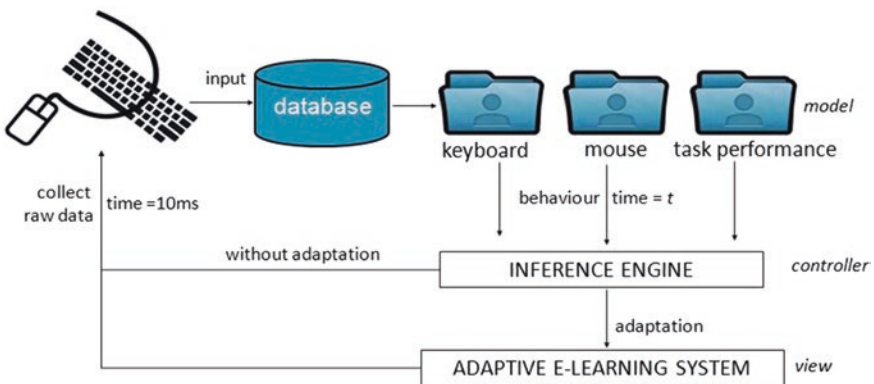 input
database
model
keyboard
mouse
task performance
collect
raw data
time =10ms
behaviour
time = t
without adaptation
INFERENCE ENGINE
controller
adaptation
ADAPTIVE E-LEARNING SYSTEM
view